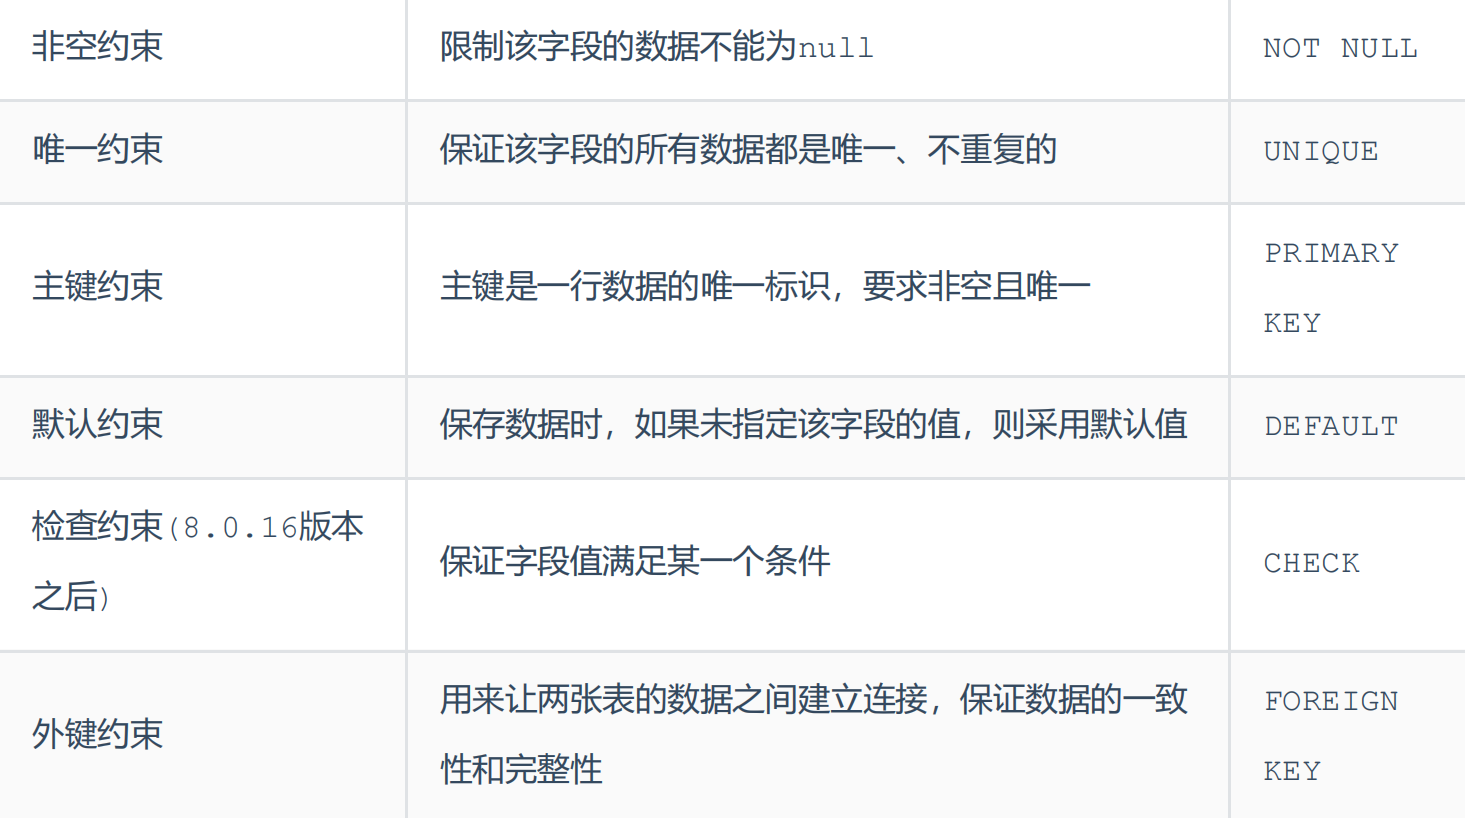 非空约束
限制该字段的数据不能为null
NOT NULL
唯一约束
保证该字段的所有数据都是唯一、不重复的
UNIQUE
主键约束
主键是一行数据的唯一标识，要求非空且唯一
PRIMARY
KEY
默认约束
保存数据时，如果未指定该字段的值，则采用默认值
DEFAULT
检查约束(8.0.16版本
之后)
保证字段值满足某一个条件
CHECK
外键约束
用来让两张表的数据之间建立连接，保证数据的一致
性和完整性
FOREIGN
KEY